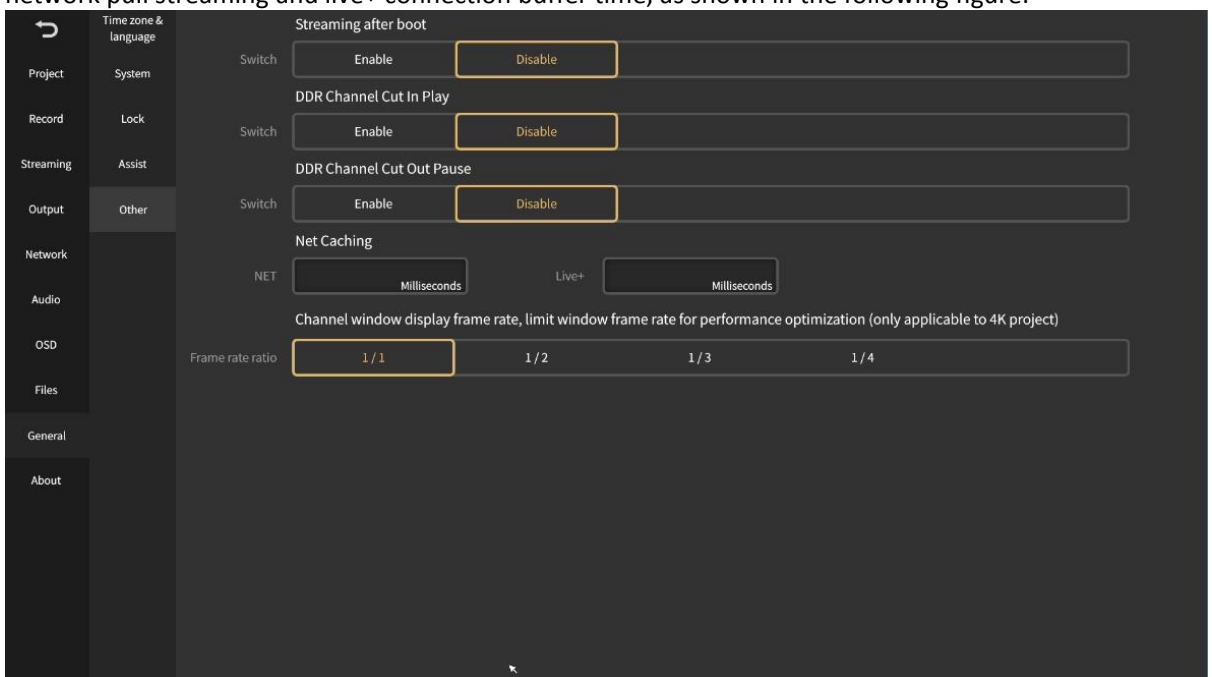 network pull streaming and live+ connection buffer time, as shown in the following figure:
Time zone &
language
Project
System
Record
Lock
Streaming
Assist
Output
Other
Network
Audio
OSD
Files
General
About
Streaming after boot
Switch Enable Disable
DDR Channel Cut In Play
Switch Enable Disable
DDR Channel Cut Out Pause
Switch Enable Disable
Net Caching
NET Milliseconds Live+ Milliseconds
Channel window display frame rate, limit window frame rate for performance optimization (only applicable to 4K project)
Frame rate ratio 1/1 1/2 1/3 1/4